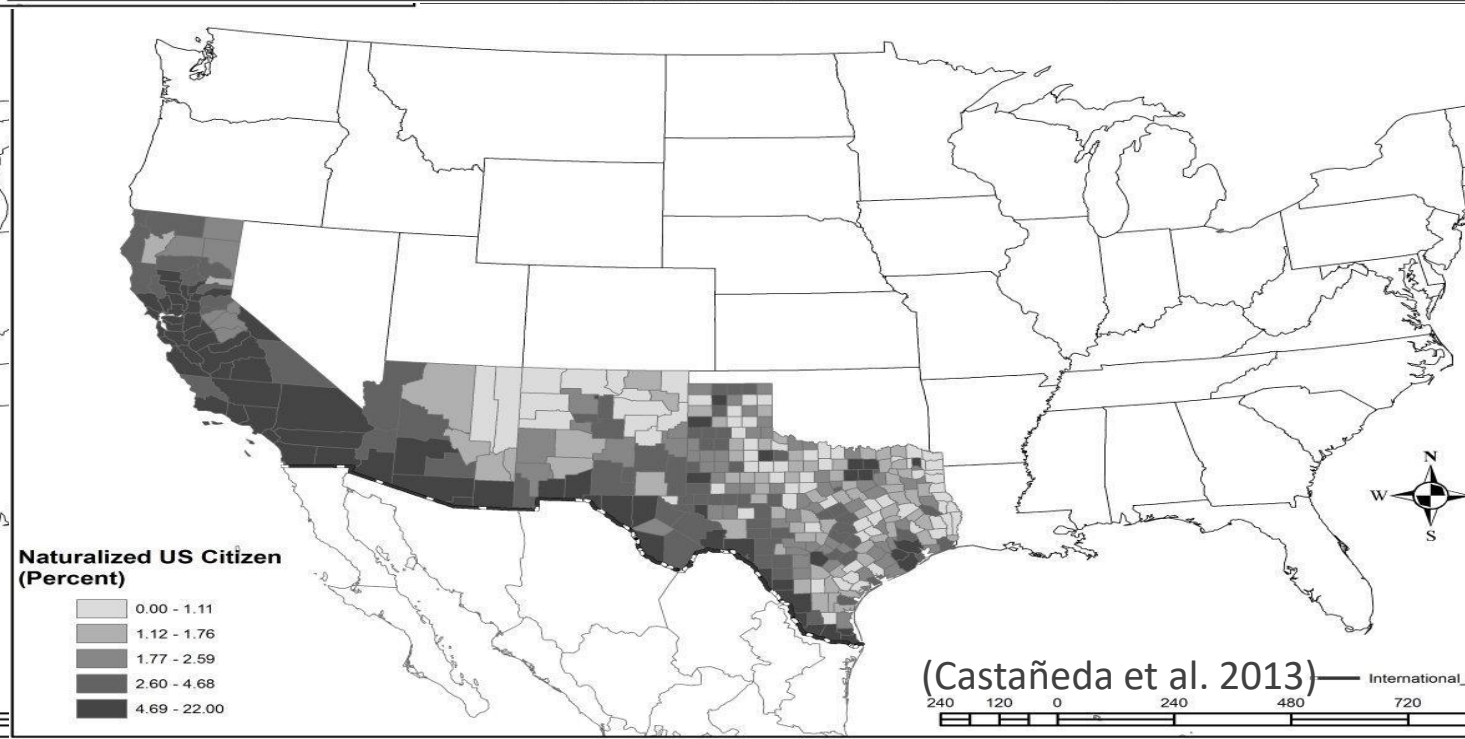 N
W
S
Naturalized US Citizen
(Percent)
0.00 - 1.11
1.12 - 1.76
1.77 - 2.59
2.60 - 4.68
4.69 - 22.00
(Castañeda et al. 2013)
International
240 120 0 240 480 720